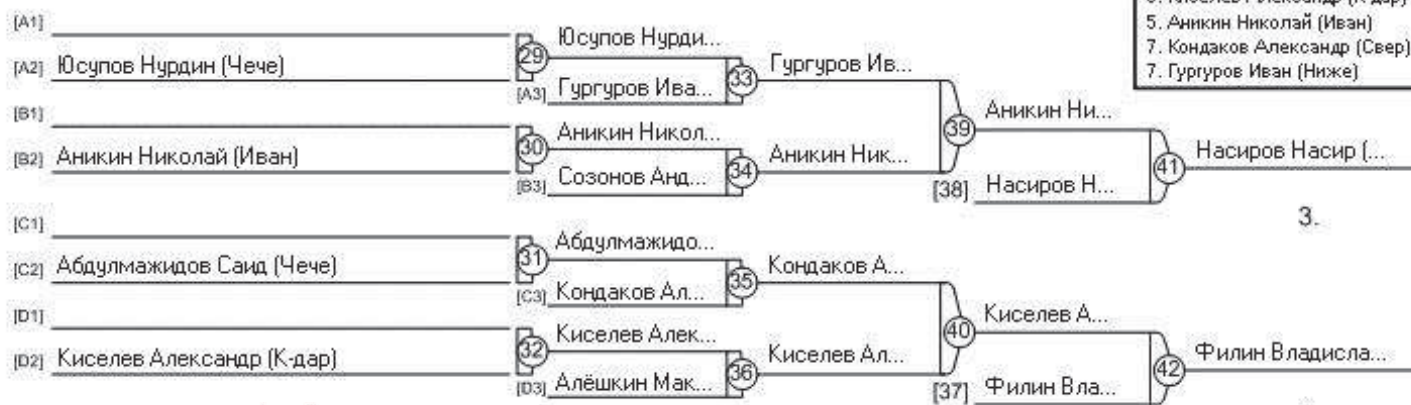 [A1]
[A2] Юсупов Нурдин (Чече)
29
Юсупов Нурди...
[A3] Гургуров Ива...
33
Гургуров Ив...
[B1]
[B2] Аникин Николай (Иван)
30
Аникин Никол...
[B3] Созонов Анд...
34
Аникин Ник...
39
Аникин Ни...
[38] Насиров Н...
41
Насиров Насир (...
3.
[C1]
[C2] Абдулмажидов Саид (Чече)
31
Абдулмажидо...
[C3] Кондаков Ал...
35
Кондаков А...
[D1]
[D2] Киселев Александр (К-дар)
32
Киселев Алек...
[D3] Алёшкин Мак...
36
Киселев Ал...
40
Киселев А...
[37] Филин Вла...
42
Филин Владисла...
5. Аникин Николай (Иван)
7. Кондаков Александр (Свер)
7. Гургуров Иван (Ниже)